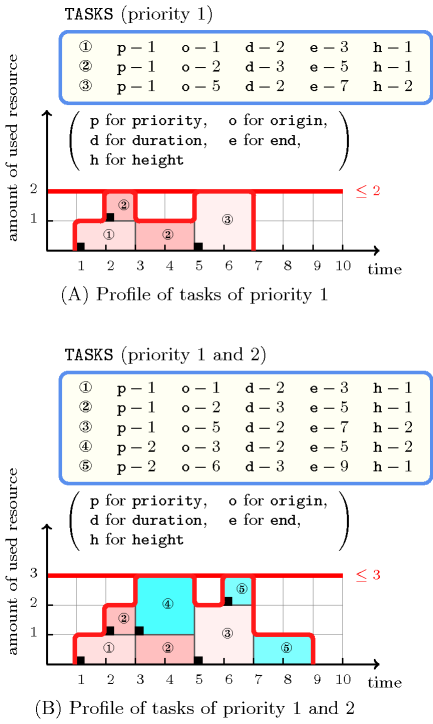 TASKS (priority 1)
① p−1 o−1 d−2 e−3 h−1
② p−1 o−2 d−3 e−5 h−1
③ p−1 o−5 d−2 e−7 h−2
p for priority, o for origin,
d for duration, e for end,
h for height
amount of used resource
2
≤ 2
1
②
①
②
③
1 2 3 4 5 6 7 8 9 10
time
(A) Profile of tasks of priority 1
TASKS (priority 1 and 2)
① p−1 o−1 d−2 e−3 h−1
② p−1 o−2 d−3 e−5 h−1
③ p−1 o−5 d−2 e−7 h−2
④ p−2 o−3 d−2 e−5 h−2
⑤ p−2 o−6 d−3 e−9 h−1
p for priority, o for origin,
d for duration, e for end,
h for height
amount of used resource
3
≤ 3
2
1
⑤
④
②
③
①
②
⑤
1 2 3 4 5 6 7 8 9 10
time
(B) Profile of tasks of priority 1 and 2